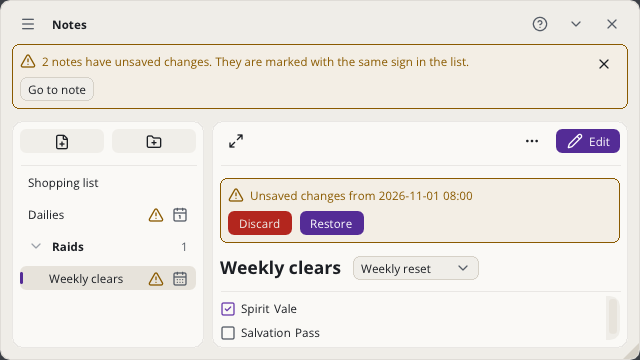 Notes
2 notes have unsaved changes. They are marked with the same sign in the list.
Go to note
Edit
Shopping list
Dailies
Raids 1
Weekly clears
Unsaved changes from 2026-11-01 08:00
Discard Restore
Weekly clears Weekly reset
Spirit Vale
Salvation Pass